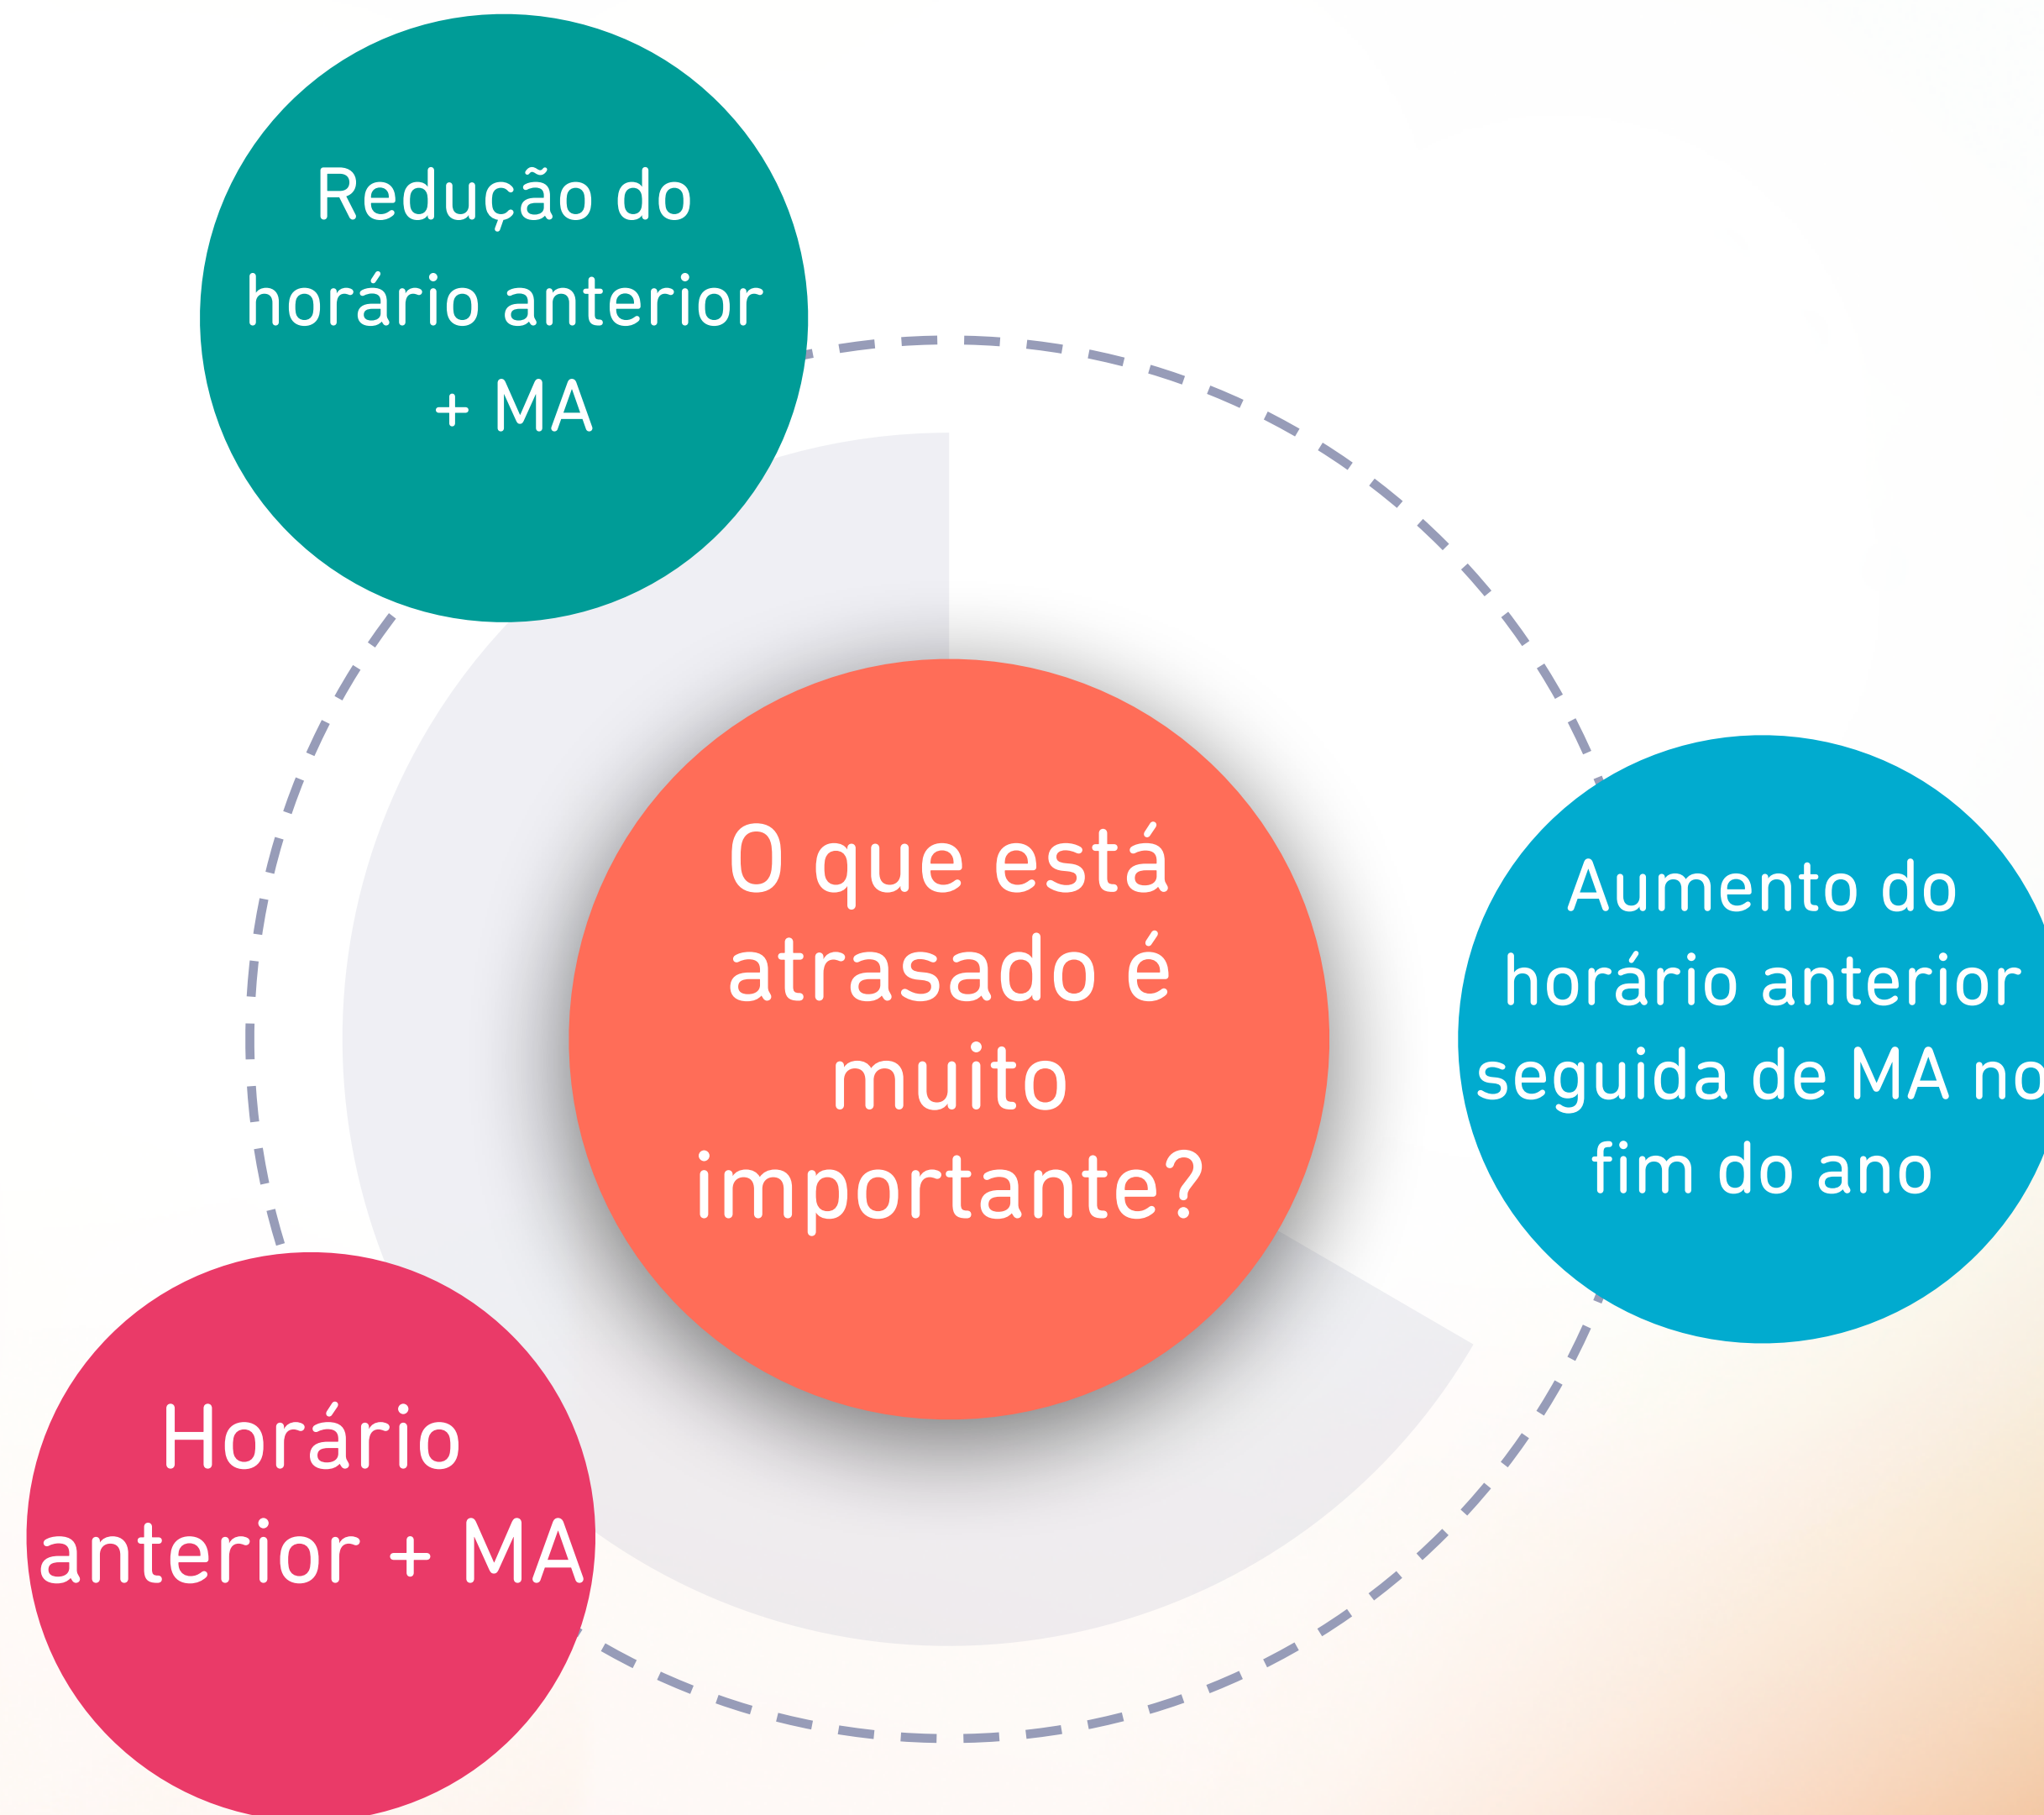 Redução do
horário anterior
+ MA
O que está
atrasado é
muito
importante?
Aumento do
horário anterior
seguida de MA no
fim do ano
Horário
anterior + MA